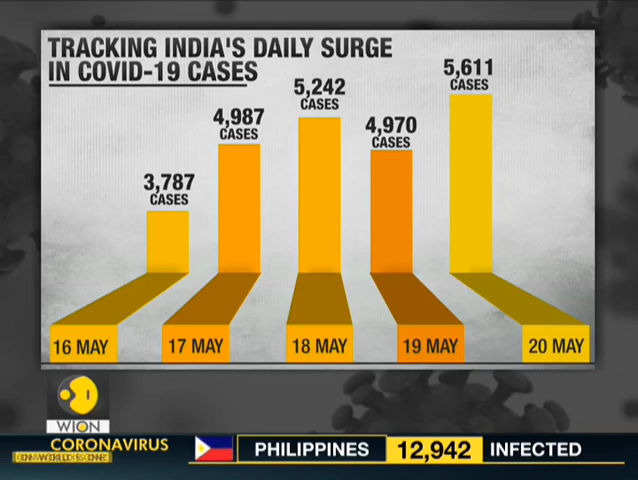 TRACKING INDIA'S DAILY SURGE
IN COVID-19 CASES
3,787
CASES
4,987
CASES
5,242
CASES
4,970
CASES
5,611
CASES
16 MAY
17 MAY
18 MAY
19 MAY
20 MAY
WION
CORONAVIRUS
PHILIPPINES 12,942 INFECTED